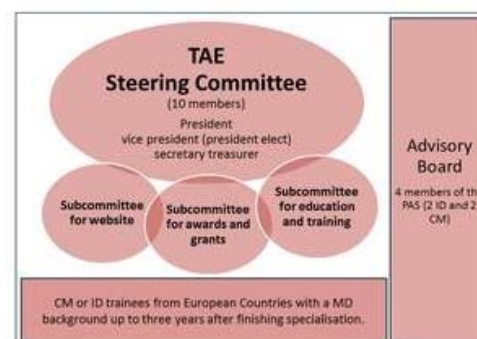 TAE
Steering Committee
(10 members)
President
vice president (president elect)
secretary treasurer
Subcommittee
for website
Subcommittee
for awards and
grants
Subcommittee
for education
and training
Advisory
Board
4 members of th
PAS (2 ID and 2
CM)
CM or ID trainees from European Countries with a MD
background up to three years after finishing specialisation.